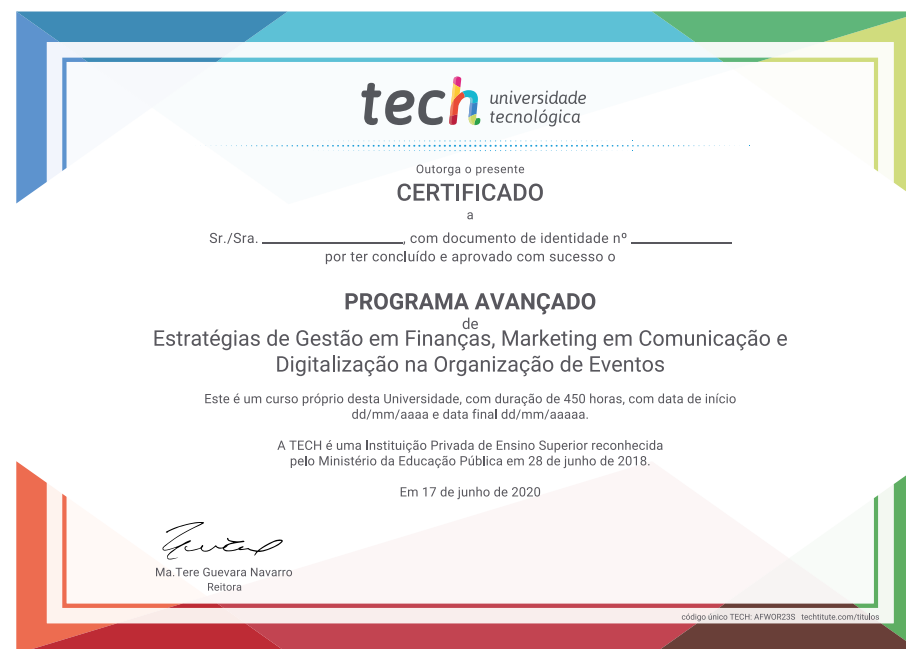 tech universidade
tecnológica
Outorga o presente
CERTIFICADO
a
Sr./Sra. ________________, com documento de identidade nº ____________
por ter concluído e aprovado com sucesso o
PROGRAMA AVANÇADO
de
Estratégias de Gestão em Finanças, Marketing em Comunicação e
Digitalização na Organização de Eventos
Este é um curso próprio desta Universidade, com duração de 450 horas, com data de início
dd/mm/aaaa e data final dd/mm/aaaaa.
A TECH é uma Instituição Privada de Ensino Superior reconhecida
pelo Ministério da Educação Pública em 28 de junho de 2018.
Em 17 de junho de 2020
Ma.Tere Guevara Navarro
Reitora
código único TECH: AFWOR23S techtitute.com/titulos